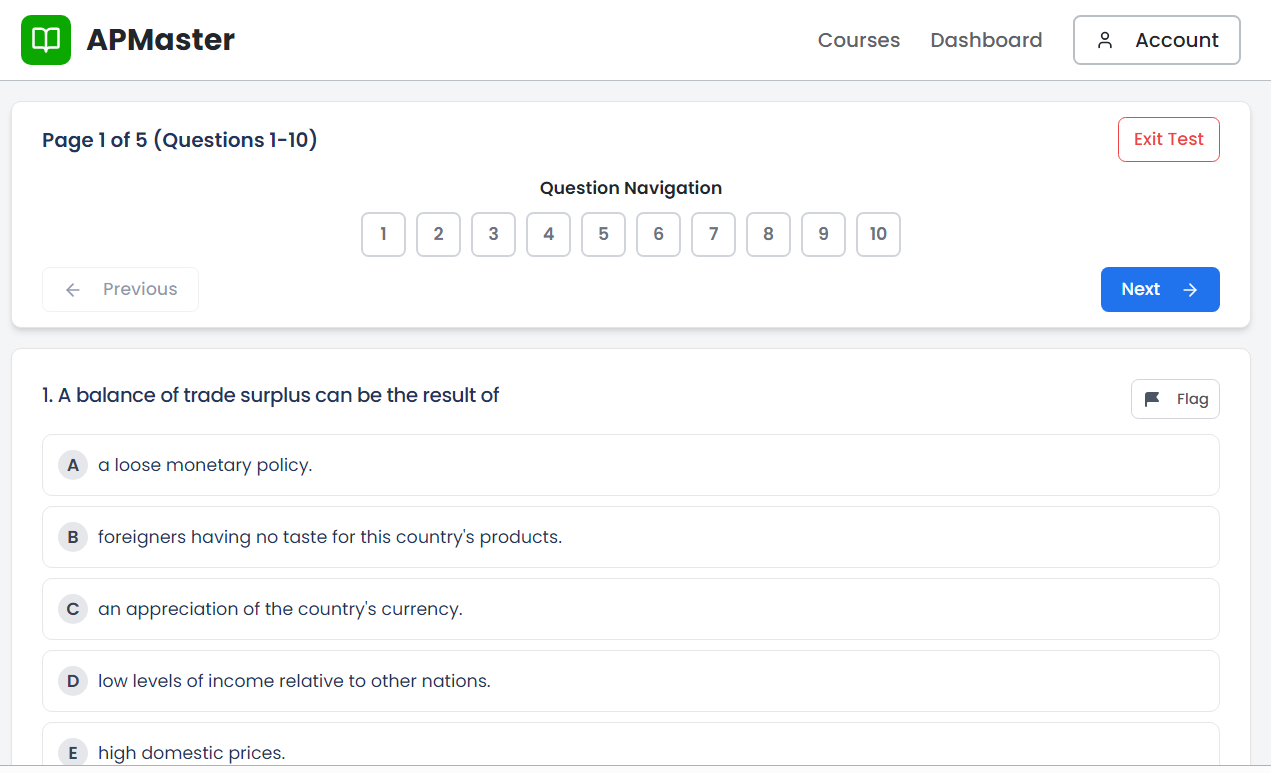 APMaster
Courses
Dashboard
Account
Page 1 of 5 (Questions 1-10)
Exit Test
Question Navigation
1 2 3 4 5 6 7 8 9 10
Previous
Next
1. A balance of trade surplus can be the result of
Flag
A a loose monetary policy.
B foreigners having no taste for this country's products.
C an appreciation of the country's currency.
D low levels of income relative to other nations.
E high domestic prices.